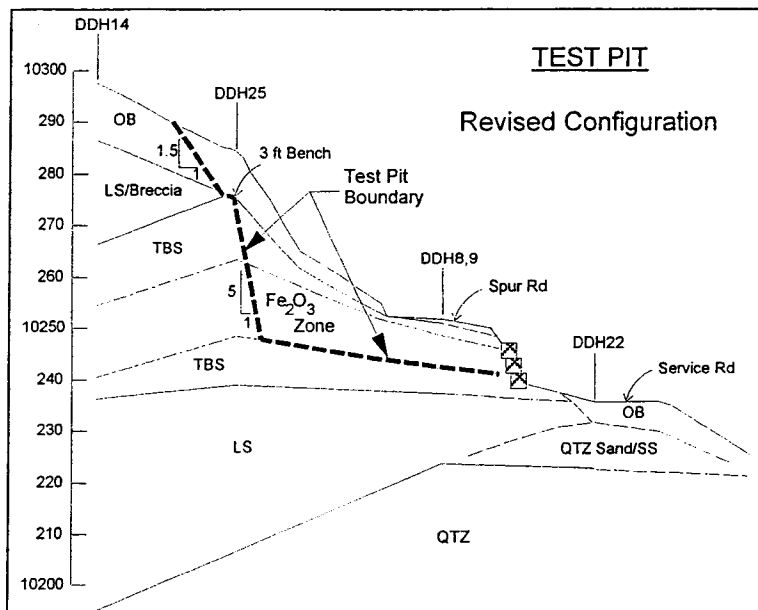 DDH14
TEST PIT
10300
DDH25
Revised Configuration
290
OB
1.5
1
3 ft Bench
280
LS/Breccia
Test Pit
Boundary
270
TBS
DDH8,9
260
5
Fe2O3
Zone
Spur Rd
10250
1
DDH22
TBS
Service Rd
240
OB
230
LS
QTZ Sand/SS
220
210
QTZ
10200